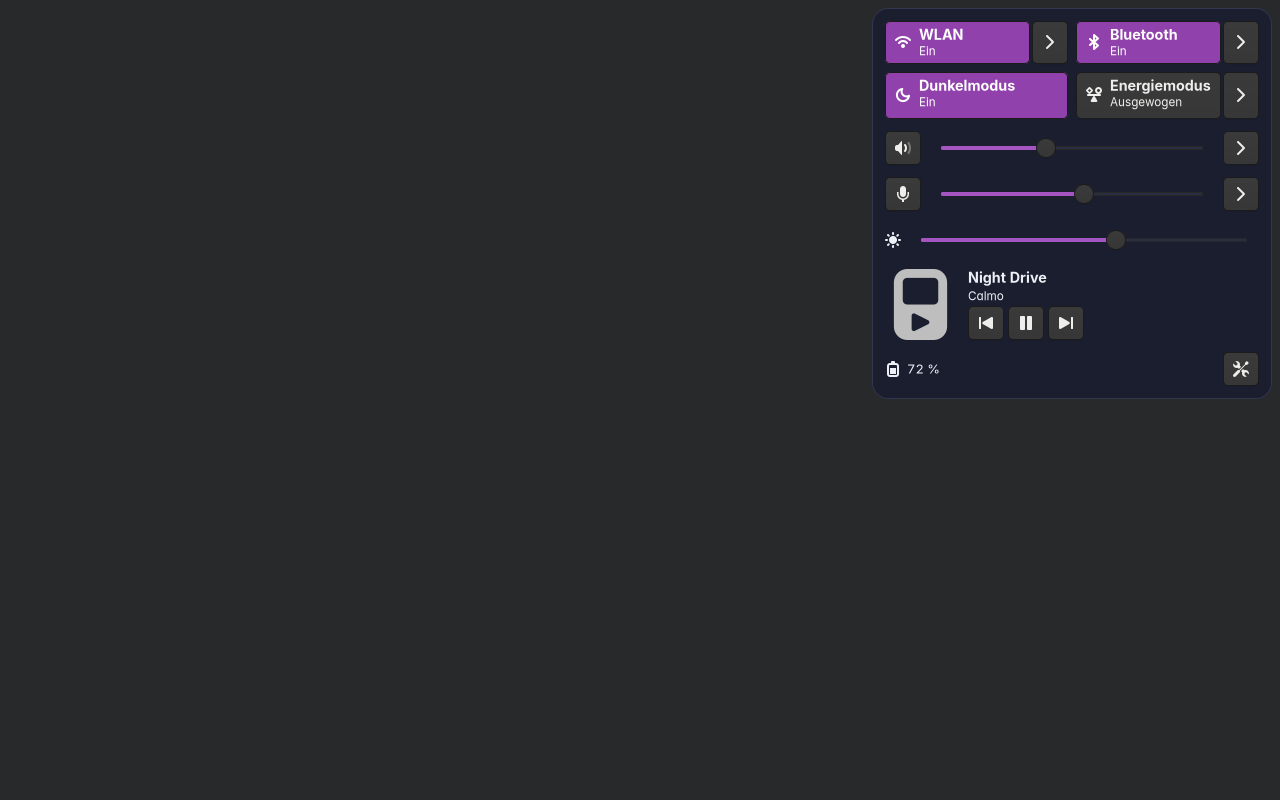 WLAN
Ein
Bluetooth
Ein
Dunkelmodus
Ein
Energiemodus
Ausgewogen
Night Drive
Calmo
72 %